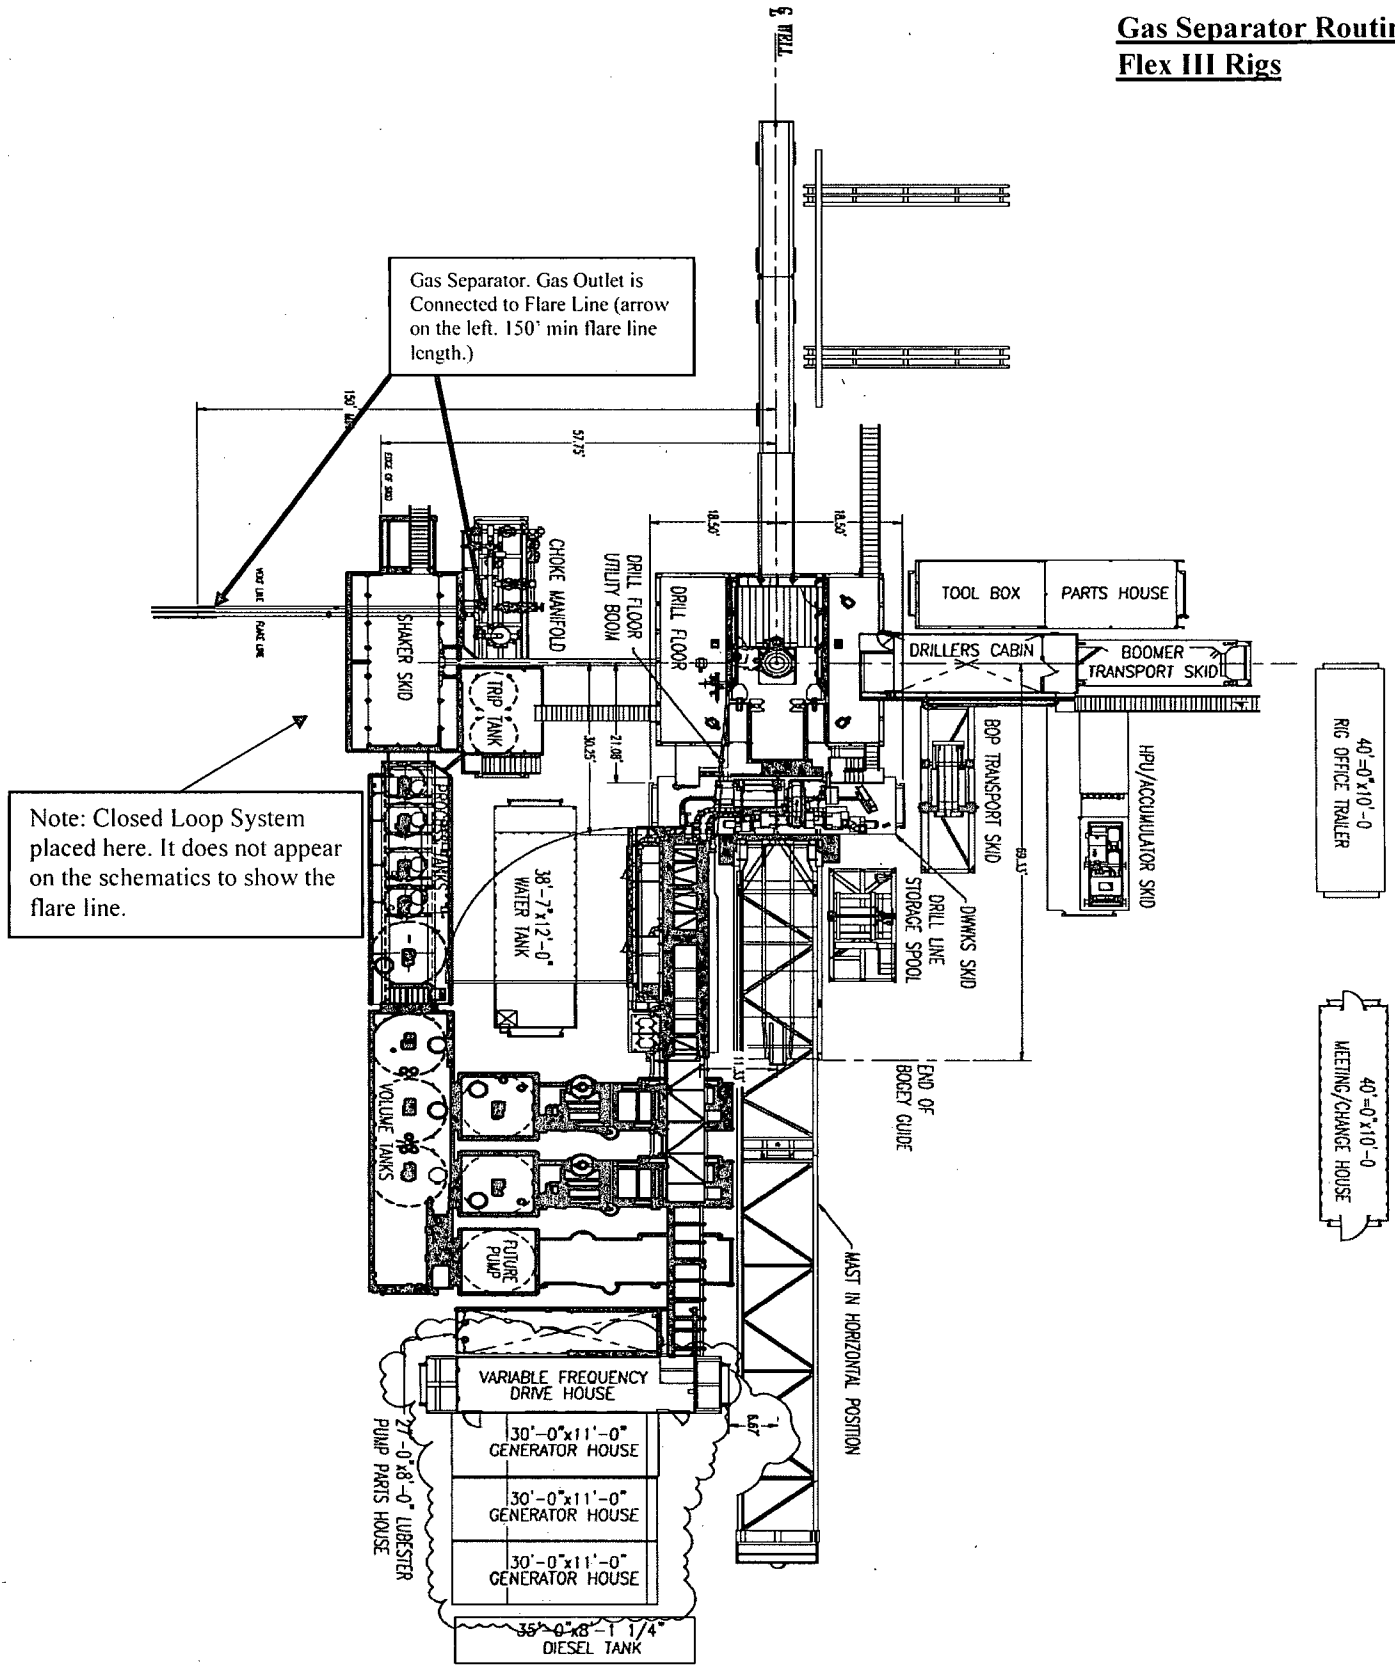 Gas Separator Routin
Flex III Rigs
WELL
Gas Separator. Gas Outlet is
Connected to Flare Line (arrow
on the left. 150' min flare line
length.)
150'
57.75'
EDGE OF SKID
18.50'
18.50'
CHOKE MANIFOLD
DRILL FLOOR
UTILITY BOOM
DRILL FLOOR
TOOL BOX
PARTS HOUSE
DRILLERS CABIN
BOOMER
TRANSPORT SKID
VENT LINE
FLARE LINE
SHAKER SKID
TRIP TANK
21.08'
30.25'
BOP TRANSPORT SKID
HPU/ACCUMULATOR SKID
40'=0"x10'-0
RIG OFFICE TRAILER
Note: Closed Loop System
placed here. It does not appear
on the schematics to show the
flare line.
TANKS
38'-7"x12'-0"
WATER TANK
69.33'
DRILL LINE
STORAGE SPOOL
DWWKS SKID
END OF
BOGEY GUIDE
11.33'
40'=0"x10'-0
MEETING/CHANGE HOUSE
VOLUME TANKS
FUTURE
PUMP
MAST IN HORIZONTAL POSITION
VARIABLE FREQUENCY
DRIVE HOUSE
6.67'
27'-0"x8'-0" LUBESTER
PUMP PARTS HOUSE
30'-0"x11'-0"
GENERATOR HOUSE
30'-0"x11'-0"
GENERATOR HOUSE
30'-0"x11'-0"
GENERATOR HOUSE
35'-0"x8'-1 1/4"
DIESEL TANK